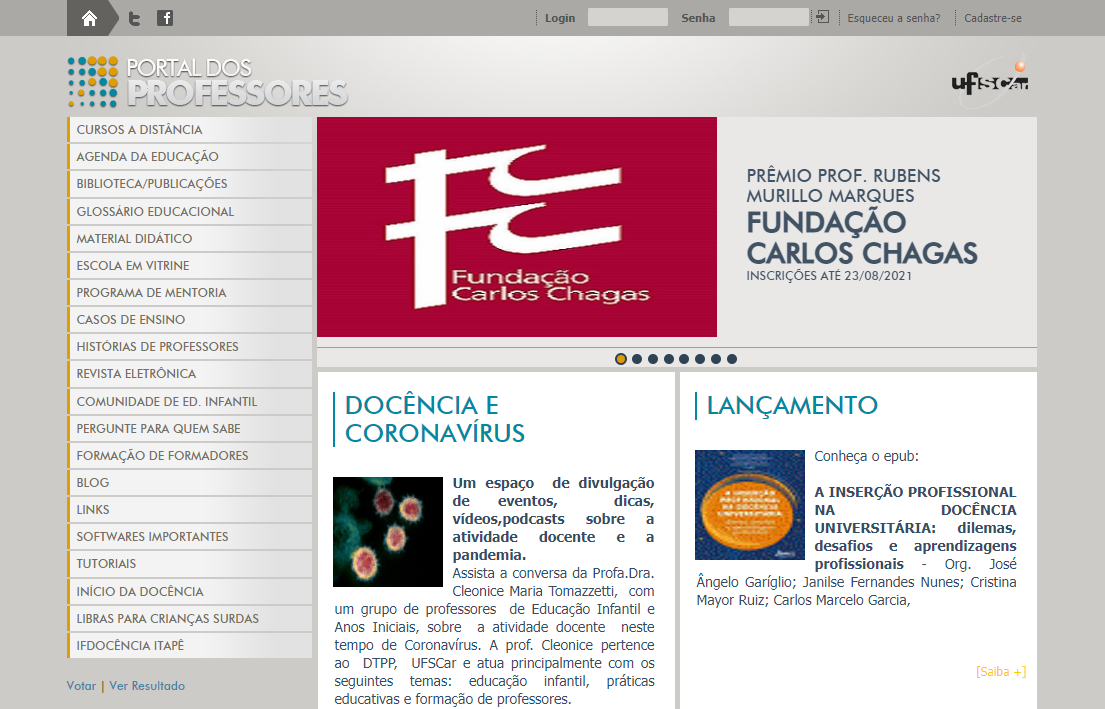 Login
Senha
Esqueceu a senha?
Cadastre-se
PORTAL DOS
PROFESSORES
ufscar
CURSOS A DISTÂNCIA
AGENDA DA EDUCAÇÃO
BIBLIOTECA/PUBLICAÇÕES
GLOSSÁRIO EDUCACIONAL
MATERIAL DIDÁTICO
ESCOLA EM VITRINE
PROGRAMA DE MENTORIA
CASOS DE ENSINO
HISTÓRIAS DE PROFESSORES
REVISTA ELETRÔNICA
COMUNIDADE DE ED. INFANTIL
PERGUNTE PARA QUEM SABE
FORMAÇÃO DE FORMADORES
BLOG
LINKS
SOFTWARES IMPORTANTES
TUTORIAIS
INÍCIO DA DOCÊNCIA
LIBRAS PARA CRIANÇAS SURDAS
IFDOCÊNCIA ITAPÊ
Votar | Ver Resultado
FCC
Fundação
Carlos Chagas
PRÊMIO PROF. RUBENS
MURILLO MARQUES
FUNDAÇÃO
CARLOS CHAGAS
INSCRIÇÕES ATÉ 23/08/2021
DOCÊNCIA E
CORONAVÍRUS
Um espaço de divulgação
de eventos, dicas,
vídeos,podcasts sobre a
atividade docente e a
pandemia.
Assista a conversa da Profa.Dra.
Cleonice Maria Tomazzetti, com
um grupo de professores de Educação Infantil e
Anos Iniciais, sobre a atividade docente neste
tempo de Coronavírus. A prof. Cleonice pertence
ao DTPP, UFSCar e atua principalmente com os
seguintes temas: educação infantil, práticas
educativas e formação de professores.
LANÇAMENTO
A INSERÇÃO
PROFISSIONAL
NA DOCÊNCIA
UNIVERSITÁRIA
Conheça o epub:
A INSERÇÃO PROFISSIONAL
NA DOCÊNCIA
UNIVERSITÁRIA: dilemas,
desafios e aprendizagens
profissionais - Org. José
Ângelo Gariglio; Janilse Fernandes Nunes; Cristina
Mayor Ruiz; Carlos Marcelo Garcia,
[Saiba +]